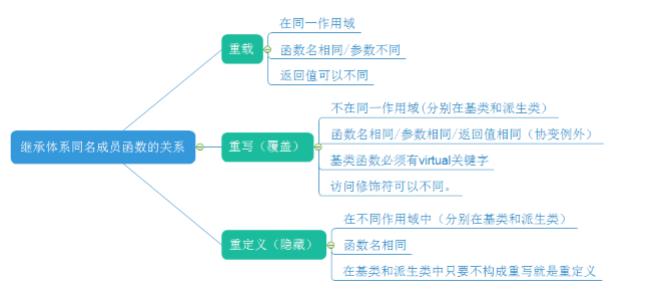 继承体系同名成员函数的关系
重载
在同一作用域
函数名相同/参数不同
返回值可以不同
重写（覆盖）
不在同一作用域(分别在基类和派生类）
函数名相同/参数相同/返回值相同（协变例外）
基类函数必须有virtual关键字
访问修饰符可以不同。
重定义（隐藏）
在不同作用域中（分别在基类和派生类）
函数名相同
在基类和派生类中只要不构成重写就是重定义